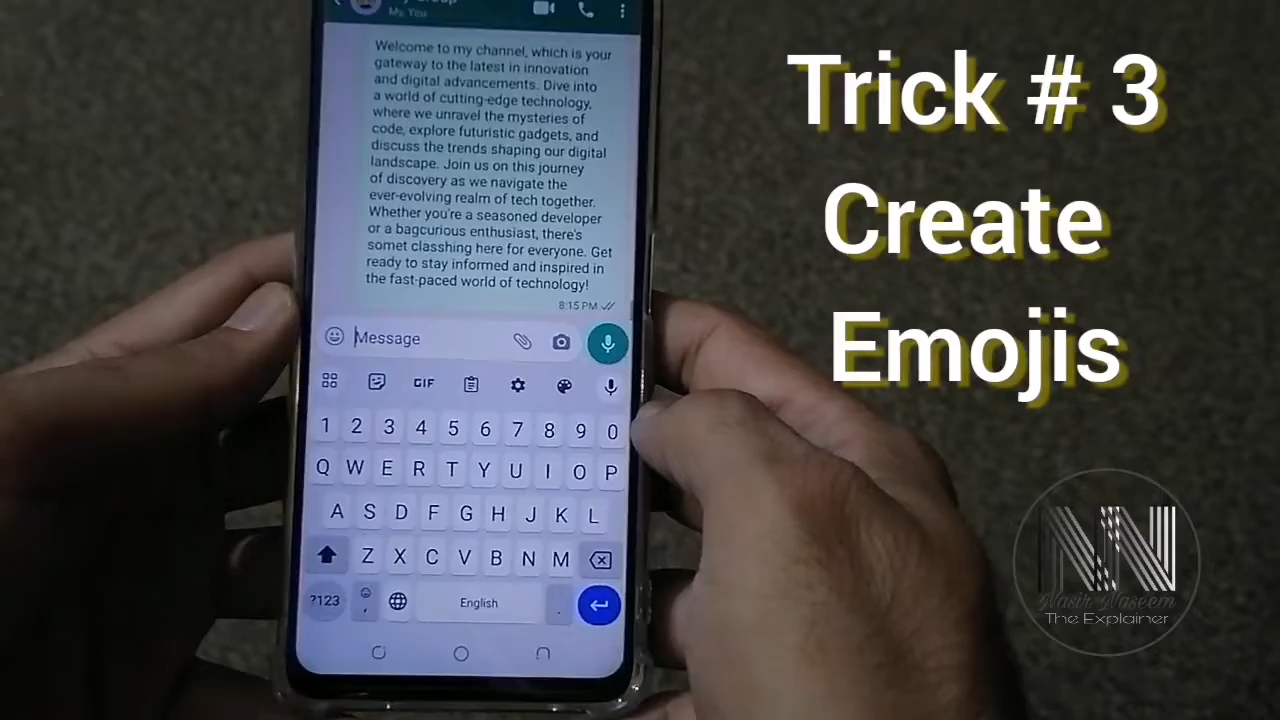 Me, You
Welcome to my channel, which is your
gateway to the latest in innovation
and digital advancements. Dive into
a world of cutting-edge technology,
where we unravel the mysteries of
code, explore futuristic gadgets, and
discuss the trends shaping our digital
landscape. Join us on this journey
of discovery as we navigate the
ever-evolving realm of tech together.
Whether you're a seasoned developer
or a bagcurious enthusiast, there's
somet classhing here for everyone. Get
ready to stay informed and inspired in
the fast-paced world of technology!
8:15 PM
Message
GIF
1 2 3 4 5 6 7 8 9 0
Q W E R T Y U I O P
A S D F G H J K L
Z X C V B N M
?123 , English .
Trick # 3
Create
Emojis
NN
Nasir Naseem
The Explainer